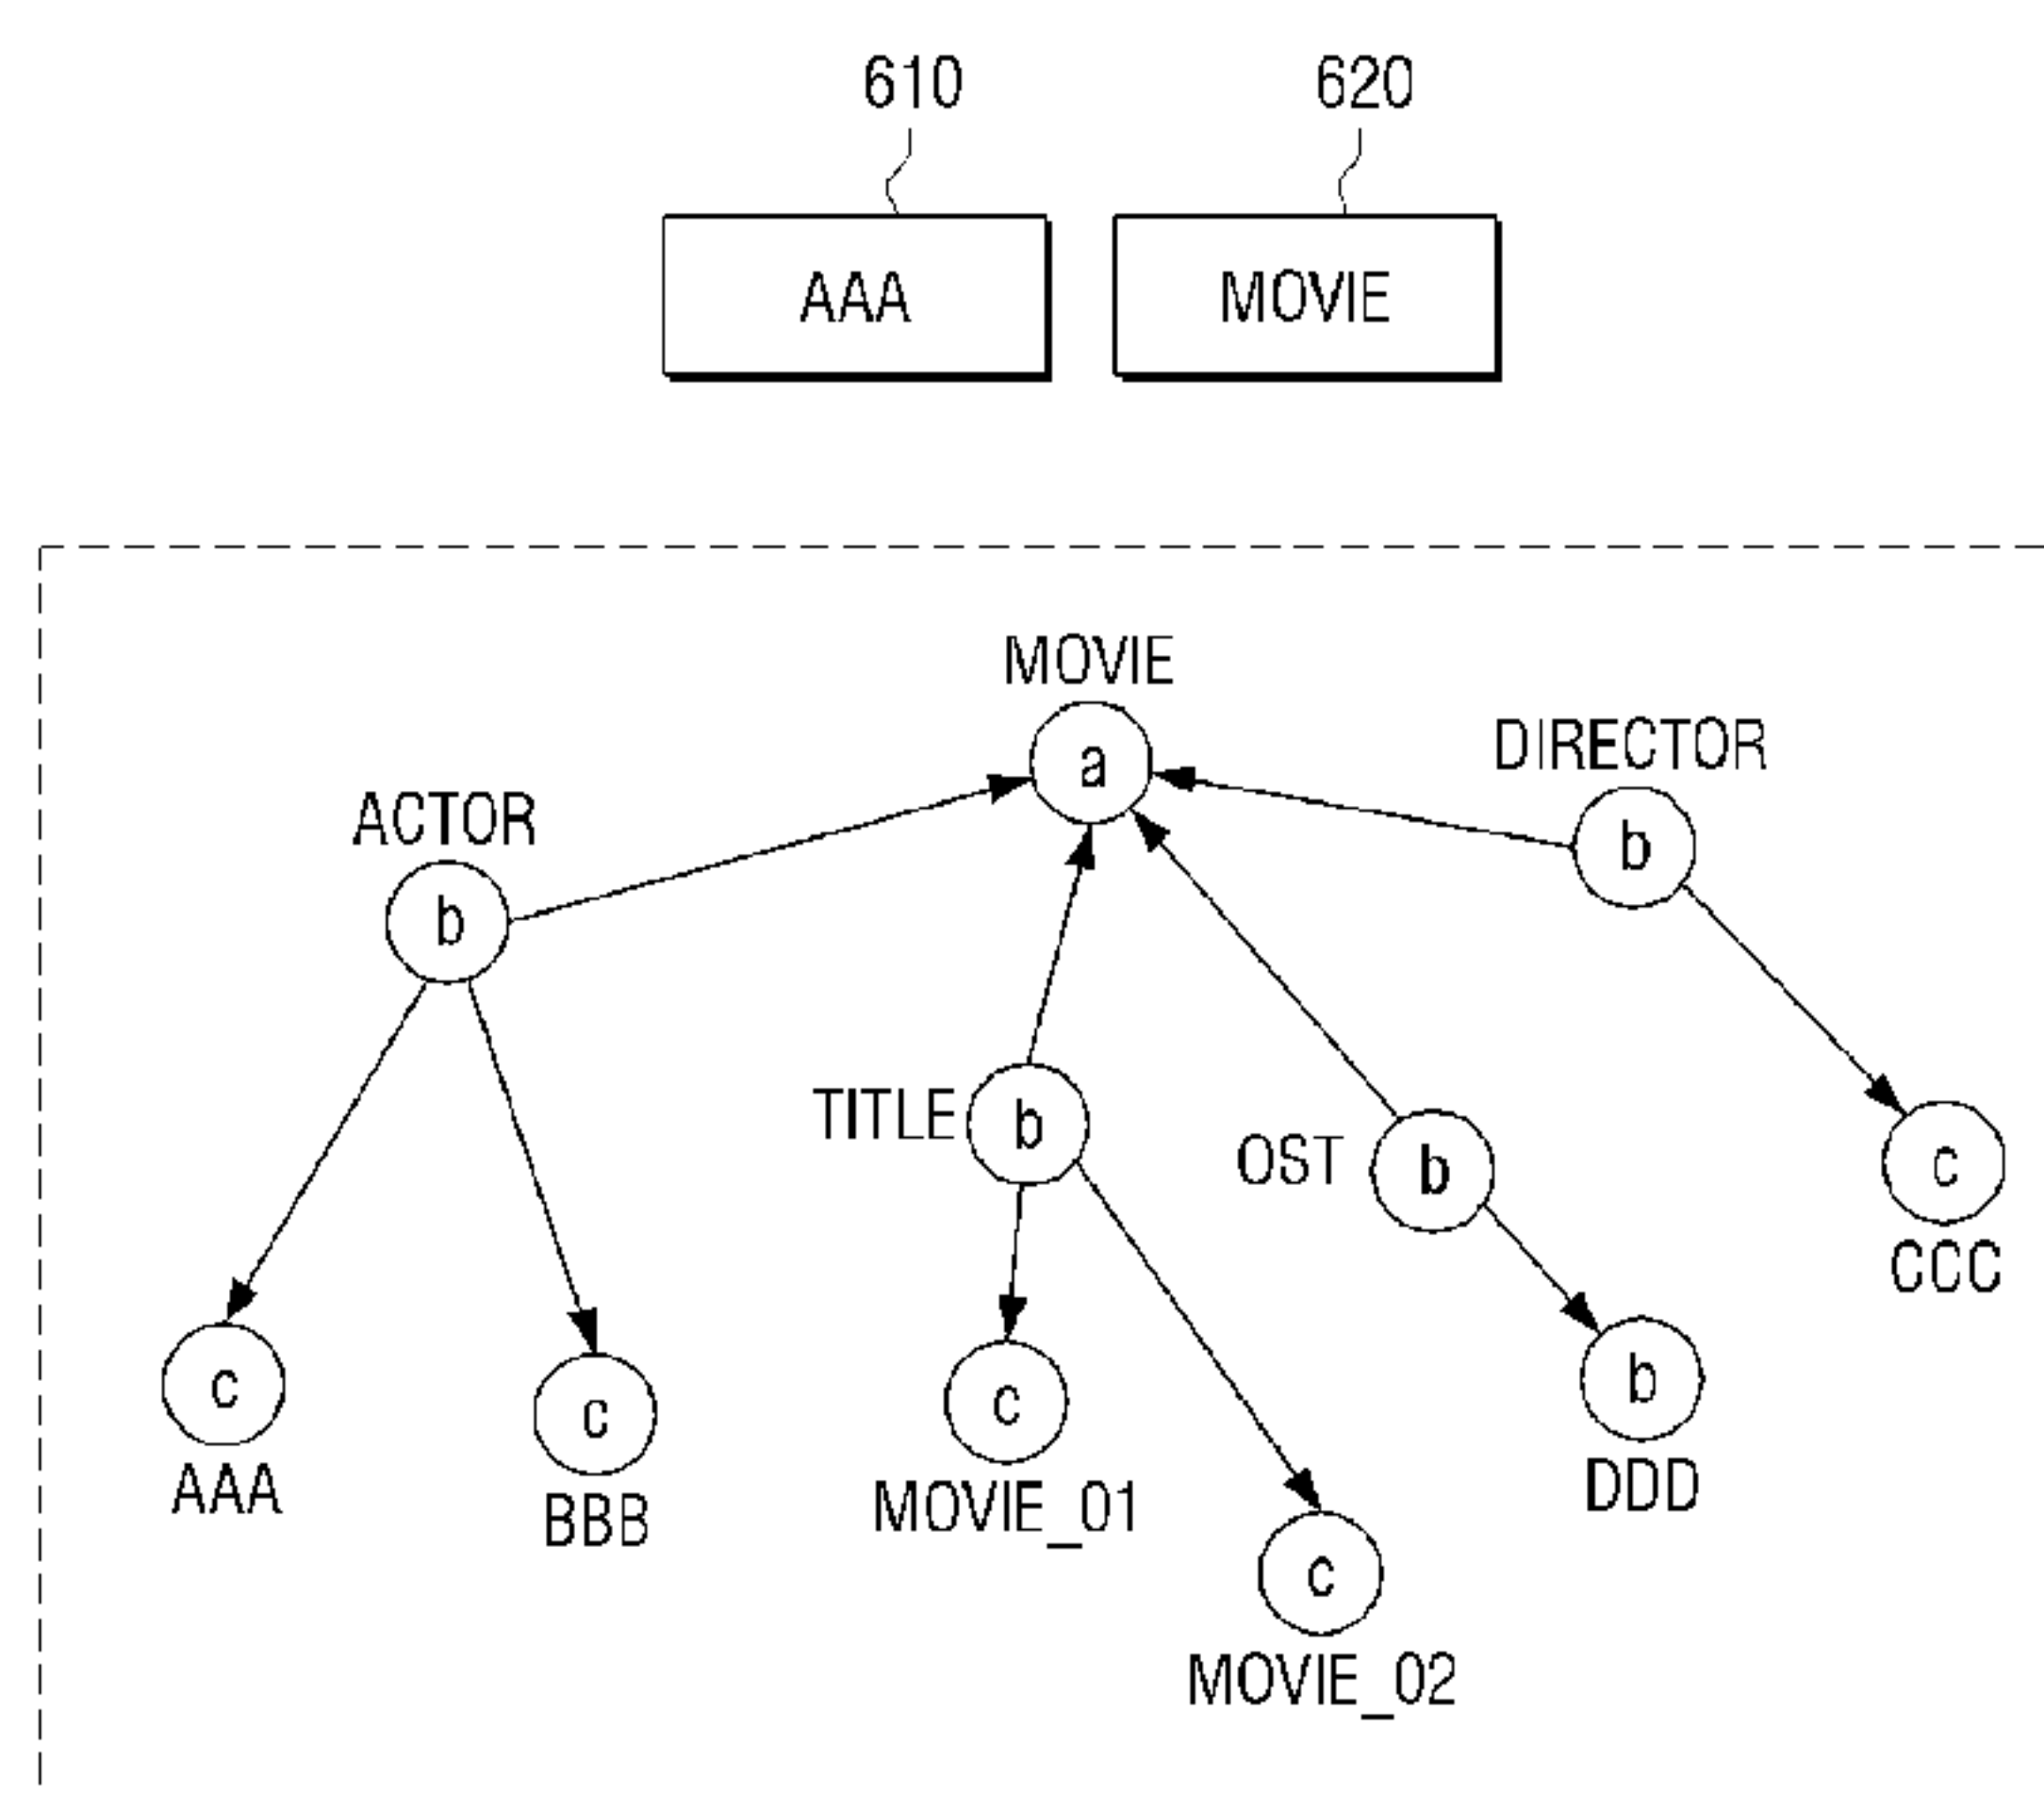 610
620
AAA
MOVIE
MOVIE
a
DIRECTOR
b
ACTOR
b
TITLE
b
OST
b
c
CCC
c
AAA
c
BBB
c
MOVIE_01
b
DDD
c
MOVIE_02